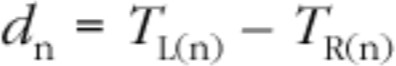 dn = TL(n) – TR(n)